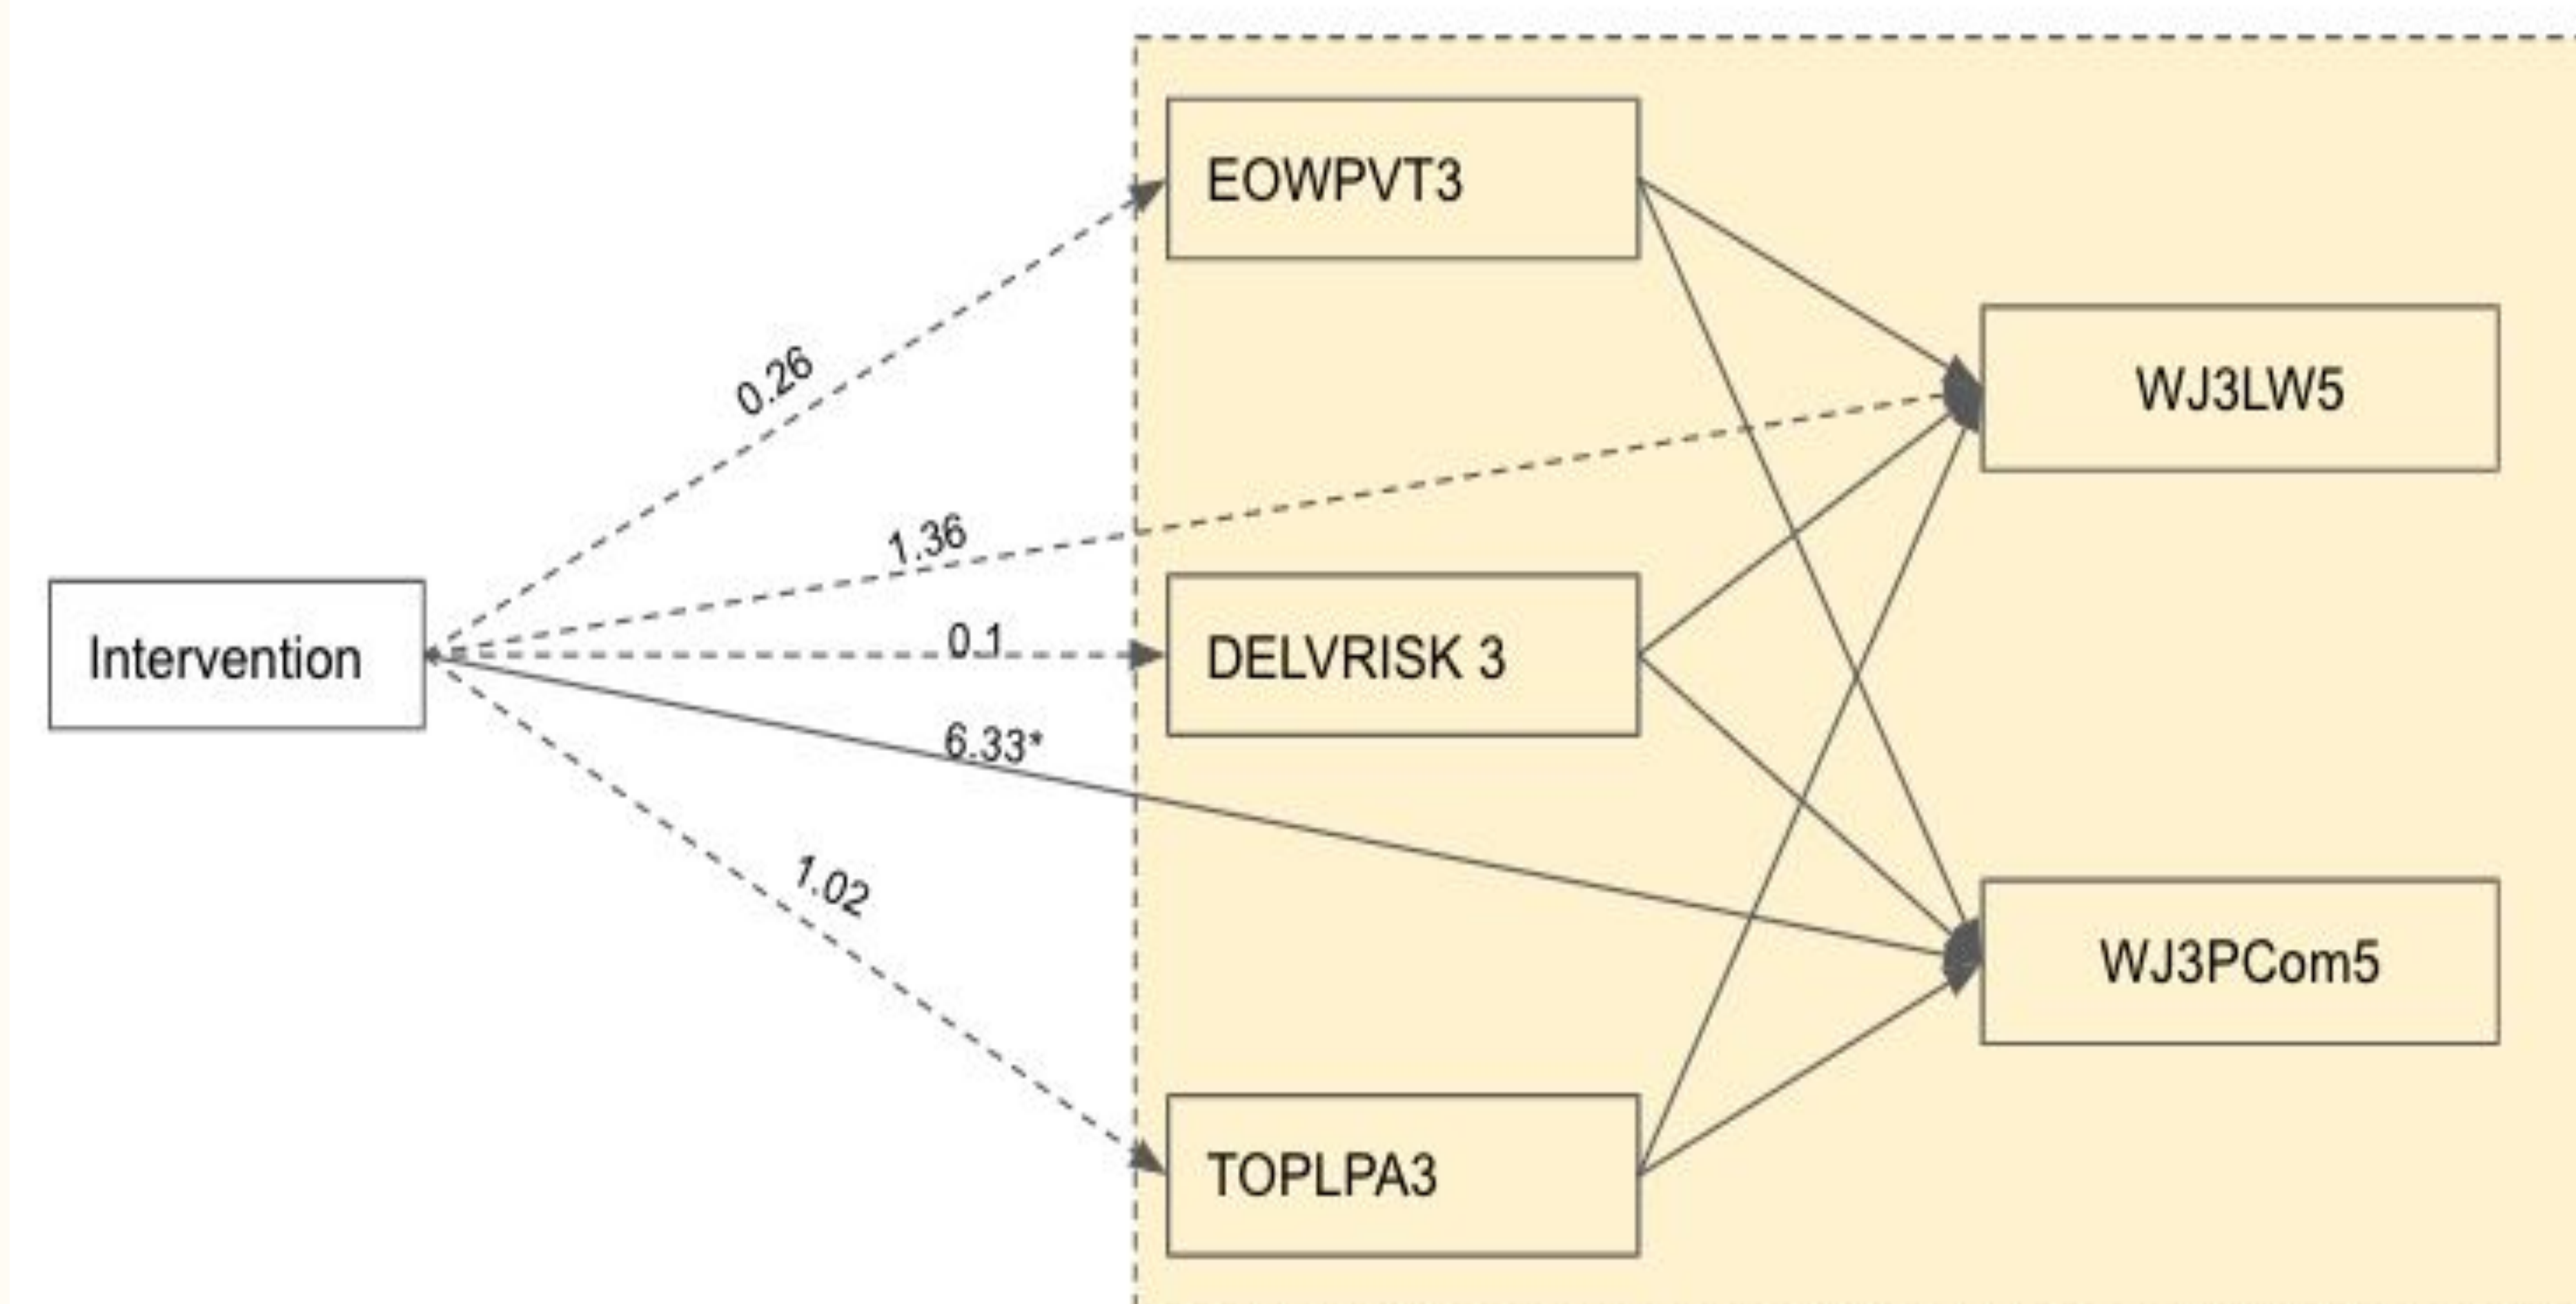 EOWPVT3
0.26
WJ3LW5
1.36
Intervention
0.1
DELVRISK 3
6.33*
1.02
WJ3PCom5
TOPLPA3